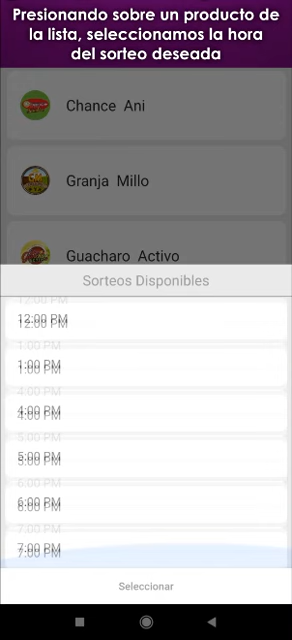 Presionando sobre un producto de
la lista, seleccionamos la hora
del sorteo deseada
Chance Ani
Granja Millo
Guacharo Activo
Sorteos Disponibles
12:00 PM
1:00 PM
4:00 PM
5:00 PM
6:00 PM
7:00 PM
Seleccionar